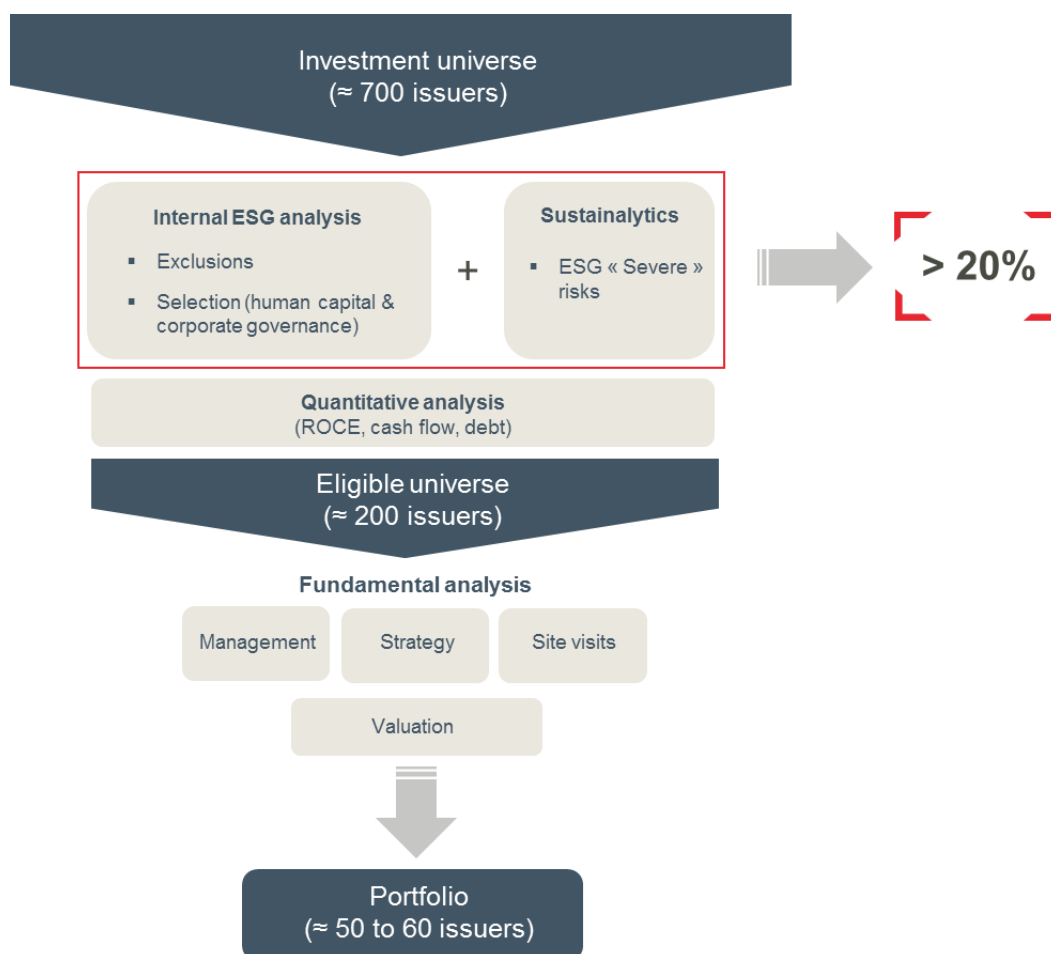 Investment universe
(≈ 700 issuers)
Internal ESG analysis
▪ Exclusions
▪ Selection (human capital &
corporate governance)
+
Sustainalytics
▪ ESG « Severe »
risks
> 20%
Quantitative analysis
(ROCE, cash flow, debt)
Eligible universe
(≈ 200 issuers)
Fundamental analysis
Management
Strategy
Site visits
Valuation
Portfolio
(≈ 50 to 60 issuers)